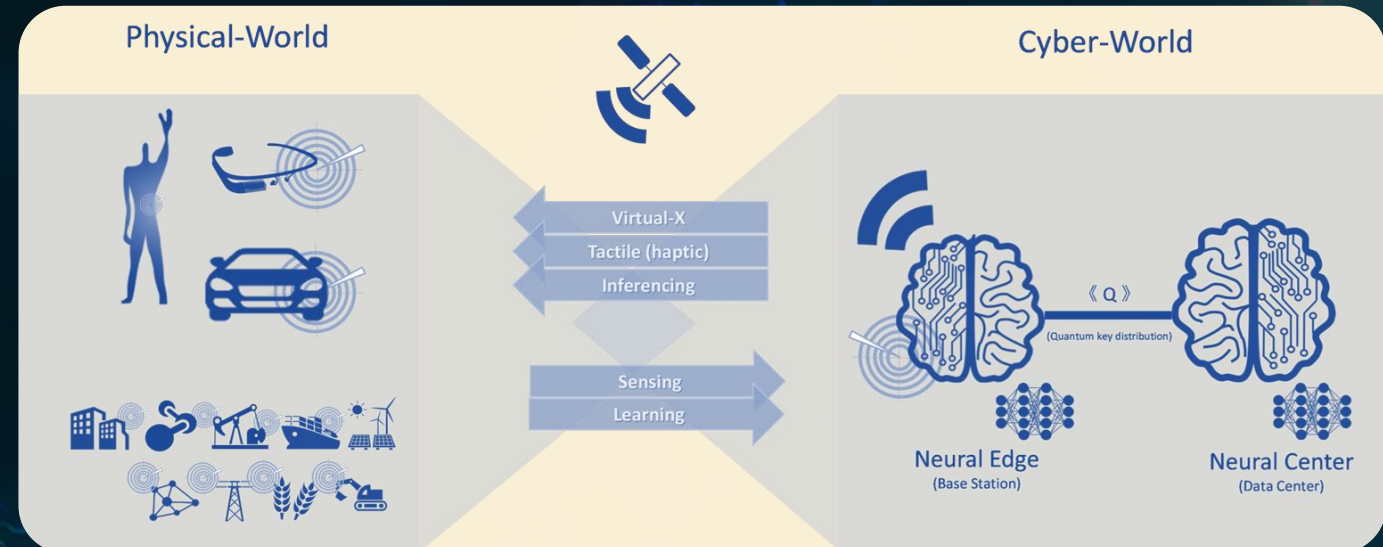 Physical-World
Cyber-World
Virtual-X
Tactile (haptic)
Inferencing
Sensing
Learning
《 Q 》
(Quantum key distribution)
Neural Edge
(Base Station)
Neural Center
(Data Center)